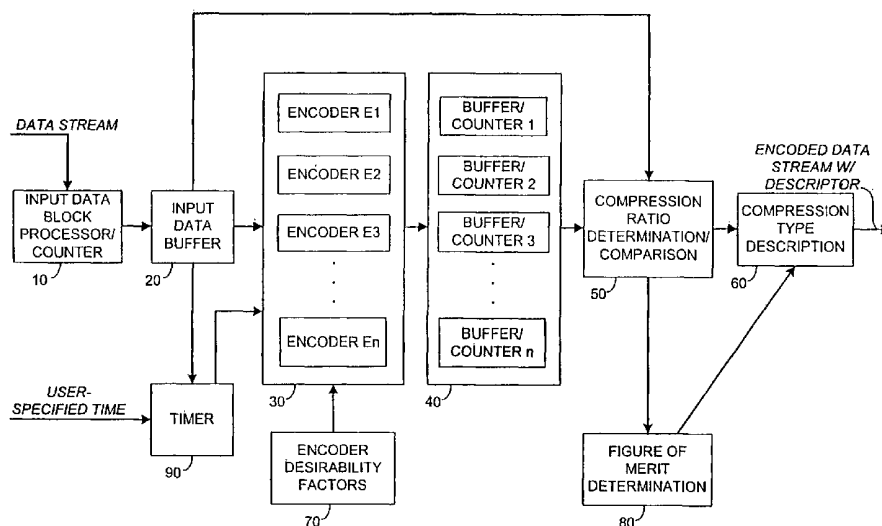 DATA STREAM
INPUT DATA
BLOCK
PROCESSOR/
COUNTER
10
INPUT
DATA
BUFFER
20
ENCODER E1
ENCODER E2
ENCODER E3
ENCODER En
30
BUFFER/
COUNTER 1
BUFFER/
COUNTER 2
BUFFER/
COUNTER 3
BUFFER/
COUNTER n
40
COMPRESSION
RATIO
DETERMINATION/
COMPARISON
50
ENCODED DATA
STREAM W/
DESCRIPTOR
COMPRESSION
TYPE
DESCRIPTION
60
USER-
SPECIFIED TIME
TIMER
90
ENCODER
DESIRABILITY
FACTORS
70
FIGURE OF
MERIT
DETERMINATION
80